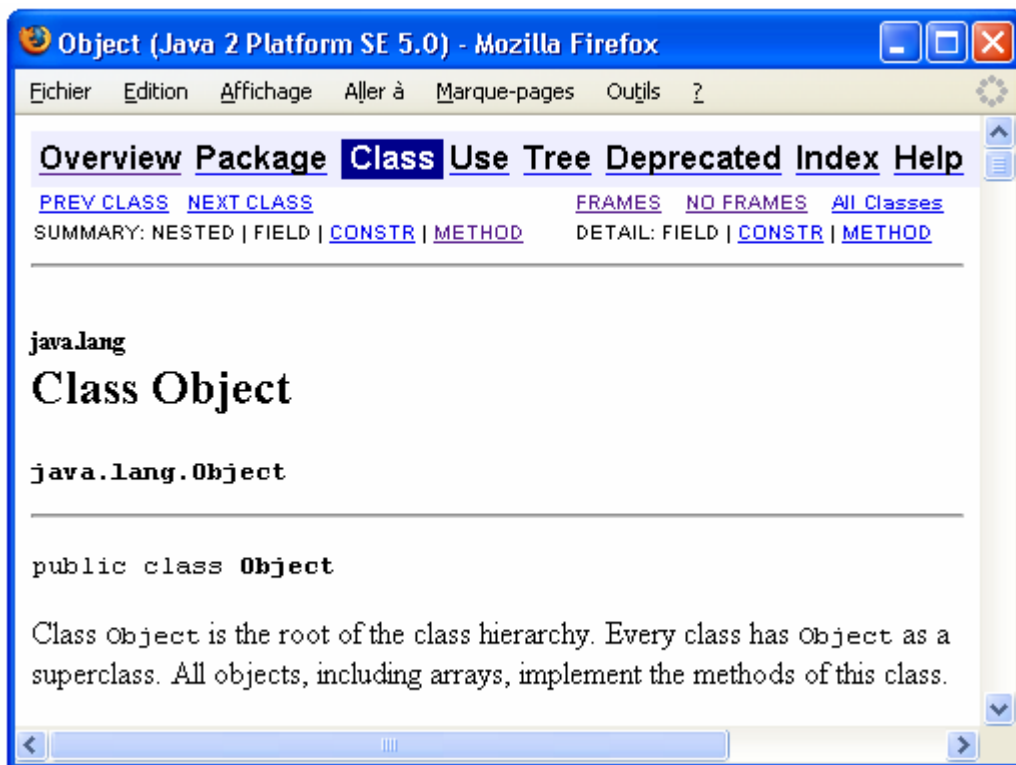 Object (Java 2 Platform SE 5.0) - Mozilla Firefox
Fichier Edition Affichage Aller à Marque-pages Outils ?
Overview Package Class Use Tree Deprecated Index Help
PREV CLASS NEXT CLASS FRAMES NO FRAMES All Classes
SUMMARY: NESTED | FIELD | CONSTR | METHOD DETAIL: FIELD | CONSTR | METHOD
java.lang
Class Object
java.lang.Object
public class Object
Class Object is the root of the class hierarchy. Every class has Object as a
superclass. All objects, including arrays, implement the methods of this class.